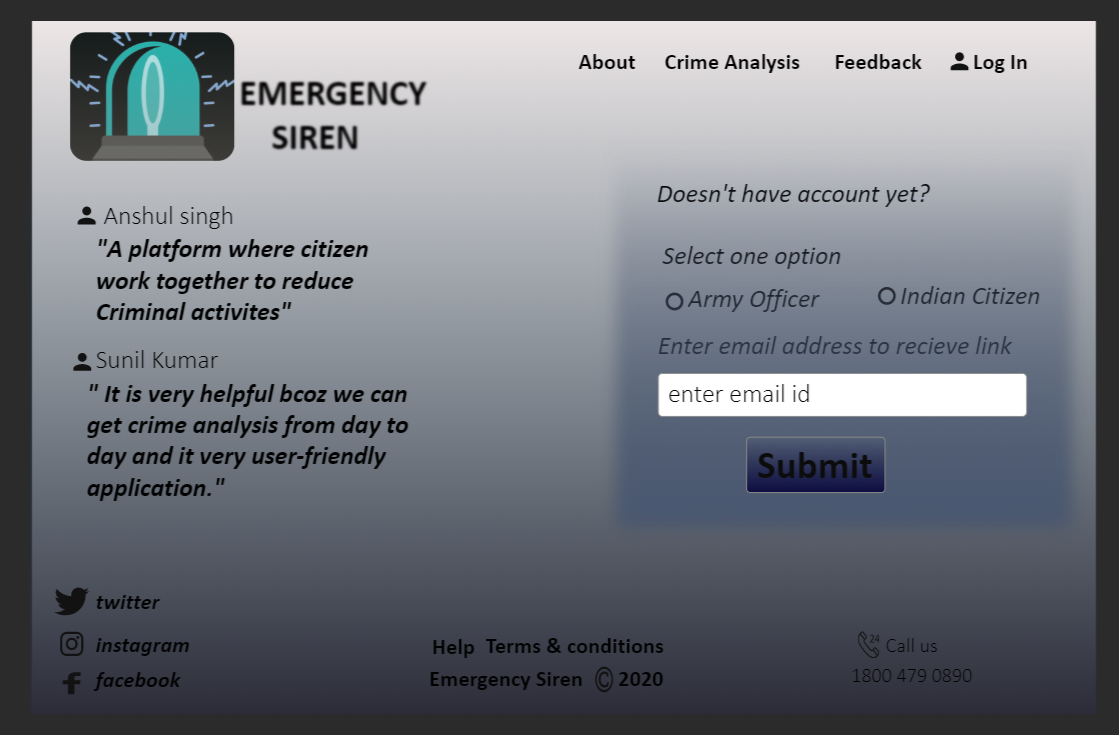 EMERGENCY
SIREN
About Crime Analysis Feedback Log In
Anshul singh
"A platform where citizen
work together to reduce
Criminal activites"
Sunil Kumar
" It is very helpful bcoz we can
get crime analysis from day to
day and it very user-friendly
application."
Doesn't have account yet?
Select one option
Army Officer Indian Citizen
Enter email address to recieve link
enter email id
Submit
twitter
instagram
facebook
Help Terms & conditions
Emergency Siren © 2020
24 Call us
1800 479 0890